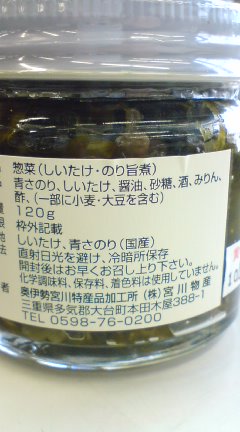 惣菜(しいたけ・のり旨煮)
青さのり、しいたけ、醤油、砂糖、酒、みりん、
酢、(一部に小麦・大豆を含む)
量 120g
限 枠外記載
地 しいたけ、青さのり(国産)
法 直射日光を避け、冷暗所保存
開封後はお早くお召し上り下さい。
化学調味料、保存料、着色料は使用していません。
者 奥伊勢宮川特産品加工所 (株)宮川物産
三重県多気郡大台町本田木屋388-1
TEL 0598-76-0200